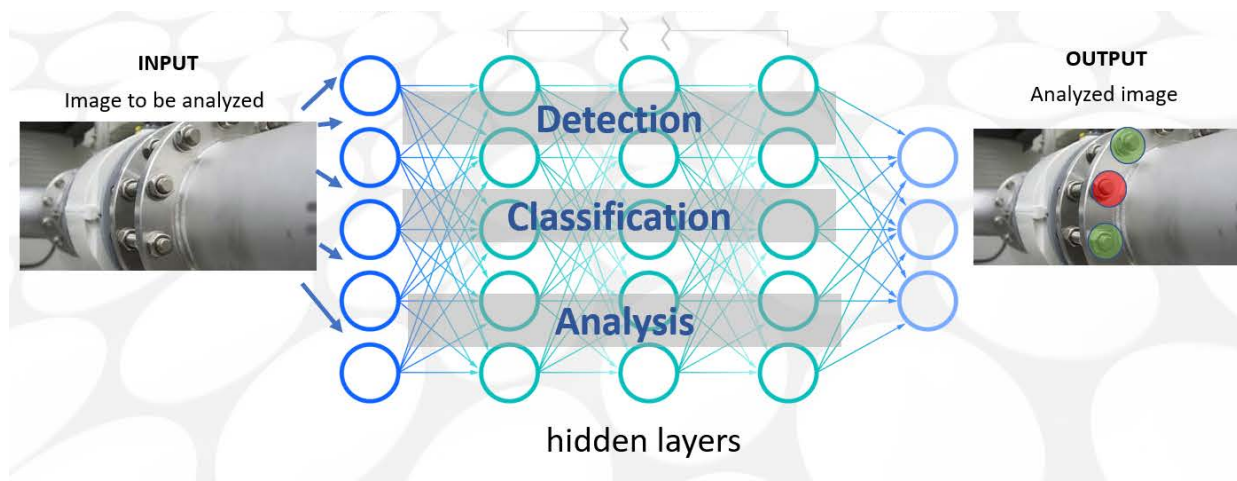 INPUT
Image to be analyzed
Detection
Classification
Analysis
hidden layers
OUTPUT
Analyzed image